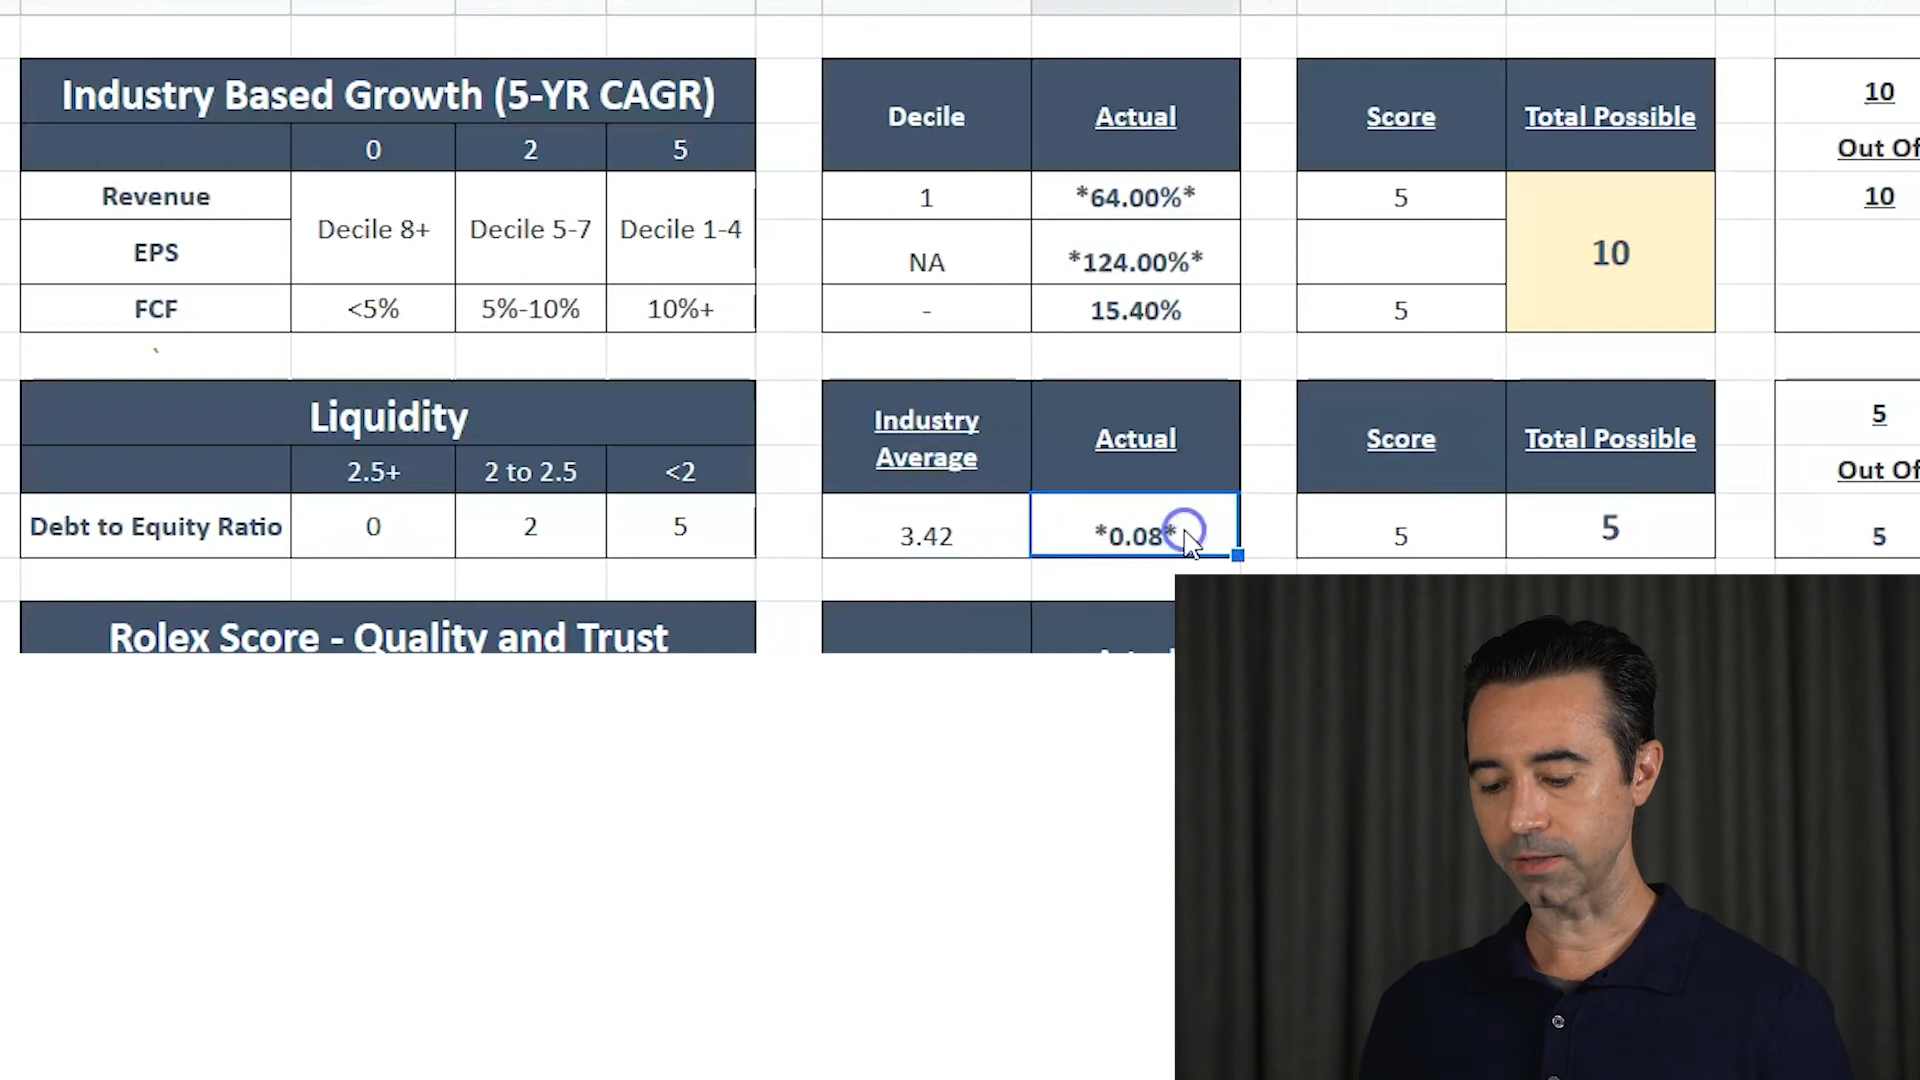 Industry Based Growth (5-YR CAGR)
0 2 5
Revenue
EPS
Decile 8+ Decile 5-7 Decile 1-4
FCF <5% 5%-10% 10%+
`
Decile Actual
1 *64.00%*
NA *124.00%*
- 15.40%
Score Total Possible
5
10
5
10
Out Of
10
Liquidity
2.5+ 2 to 2.5 <2
Debt to Equity Ratio 0 2 5
Industry
Average
Actual
3.42 *0.08*
Score Total Possible
5 5
5
Out Of
5
Rolex Score - Quality and Trust